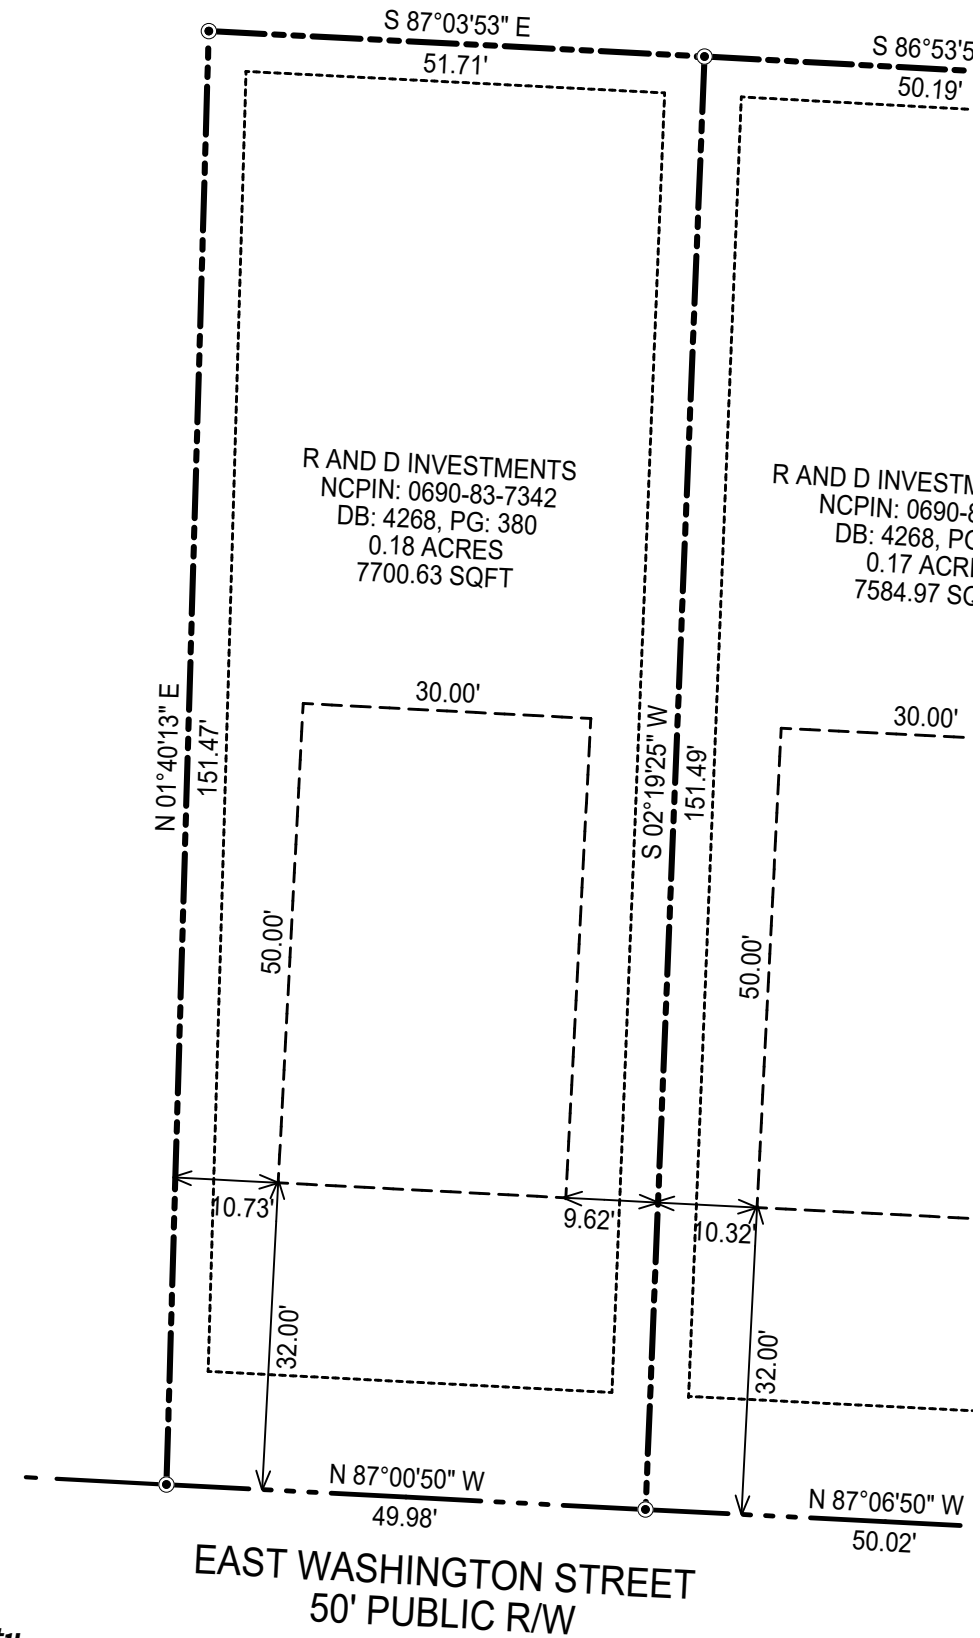 S 87°03'53" E
51.71'
S 86°53'5
50.19'
R AND D INVESTMENTS
NCPIN: 0690-83-7342
DB: 4268, PG: 380
0.18 ACRES
7700.63 SQFT
R AND D INVESTM
NCPIN: 0690-8
DB: 4268, PG
0.17 ACRE
7584.97 SQ
N 01°40'13" E
151.47'
30.00'
50.00'
S 02°19'25" W
151.49'
30.00'
50.00'
10.73'
9.62'
10.32'
32.00'
32.00'
N 87°00'50" W
49.98'
N 87°06'50" W
50.02'
EAST WASHINGTON STREET
50' PUBLIC R/W